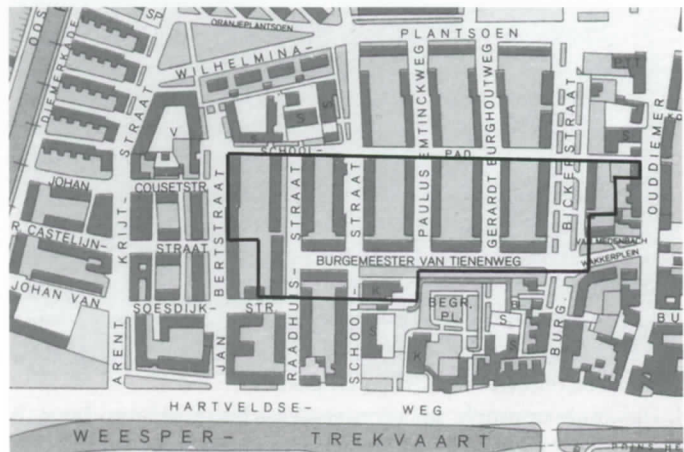 SP.
ORANJEPLANTSOEN
PLANTSOEN
OOS
DIEMERKADE
WILHELMINA-
STRAAT
PTT
S
S
S
V
SCHOOL-
PAD
OUDDIEMER
JOHAN
COUSETSTR.
PAULUS EMTINCKWEG
GERARDT BURGHOUTWEG
BICKERSTRAAT
STRAAT
STRAAT
R CASTELIJN-
KRIJT-
STRAAT
BERTSTRAAT
BURGEMEESTER VAN TIENENWEG
WAKKERPLEIN
JOHAN VAN
SOESDIJK-
STR.
K
BEGR.
PL.
S
S
K
S
BURG.
BU
ARENT
JAN
RAADHUIS-
SCHOO
HARTVELDSE-
WEG
WEESPER-
TREKVAART